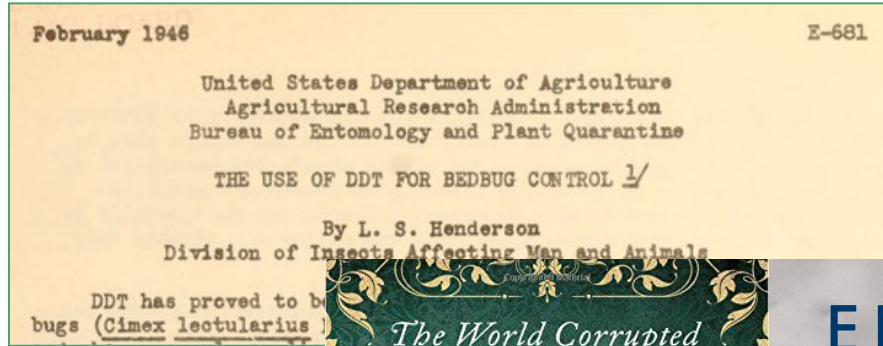 February 1946 E-681
United States Department of Agriculture
Agricultural Research Administration
Bureau of Entomology and Plant Quarantine
THE USE OF DDT FOR BEDBUG CONTROL 1/
By L. S. Henderson
Division of Insects Affecting Man and Animals
DDT has proved to
bugs (Cimex lectularius
Copyrighted Material
The World Corrupted